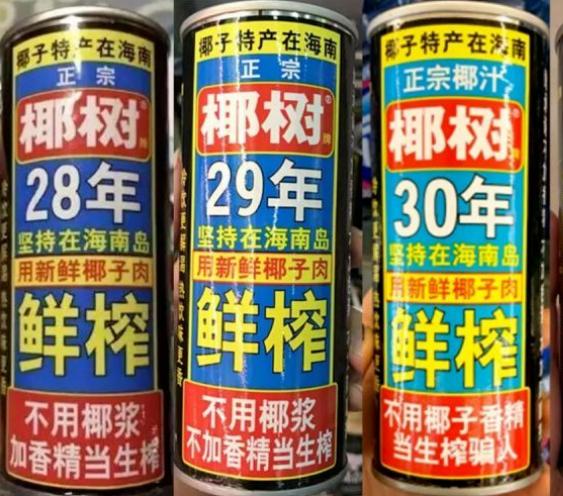 椰子特产在海南
正宗
椰树
牌
28年
坚持在海南岛
用新鲜椰子肉
鲜榨
不用椰浆
加香精当生榨
椰子特产在海南
正宗
椰树
牌
29年
坚持在海南岛
用新鲜椰子肉
鲜榨
不用椰浆
不加香精当生榨
椰子特产在海南
正宗椰汁
椰树
牌
30年
坚持在海南岛
用新鲜椰子肉
鲜榨
不用椰子香精
当生榨骗人